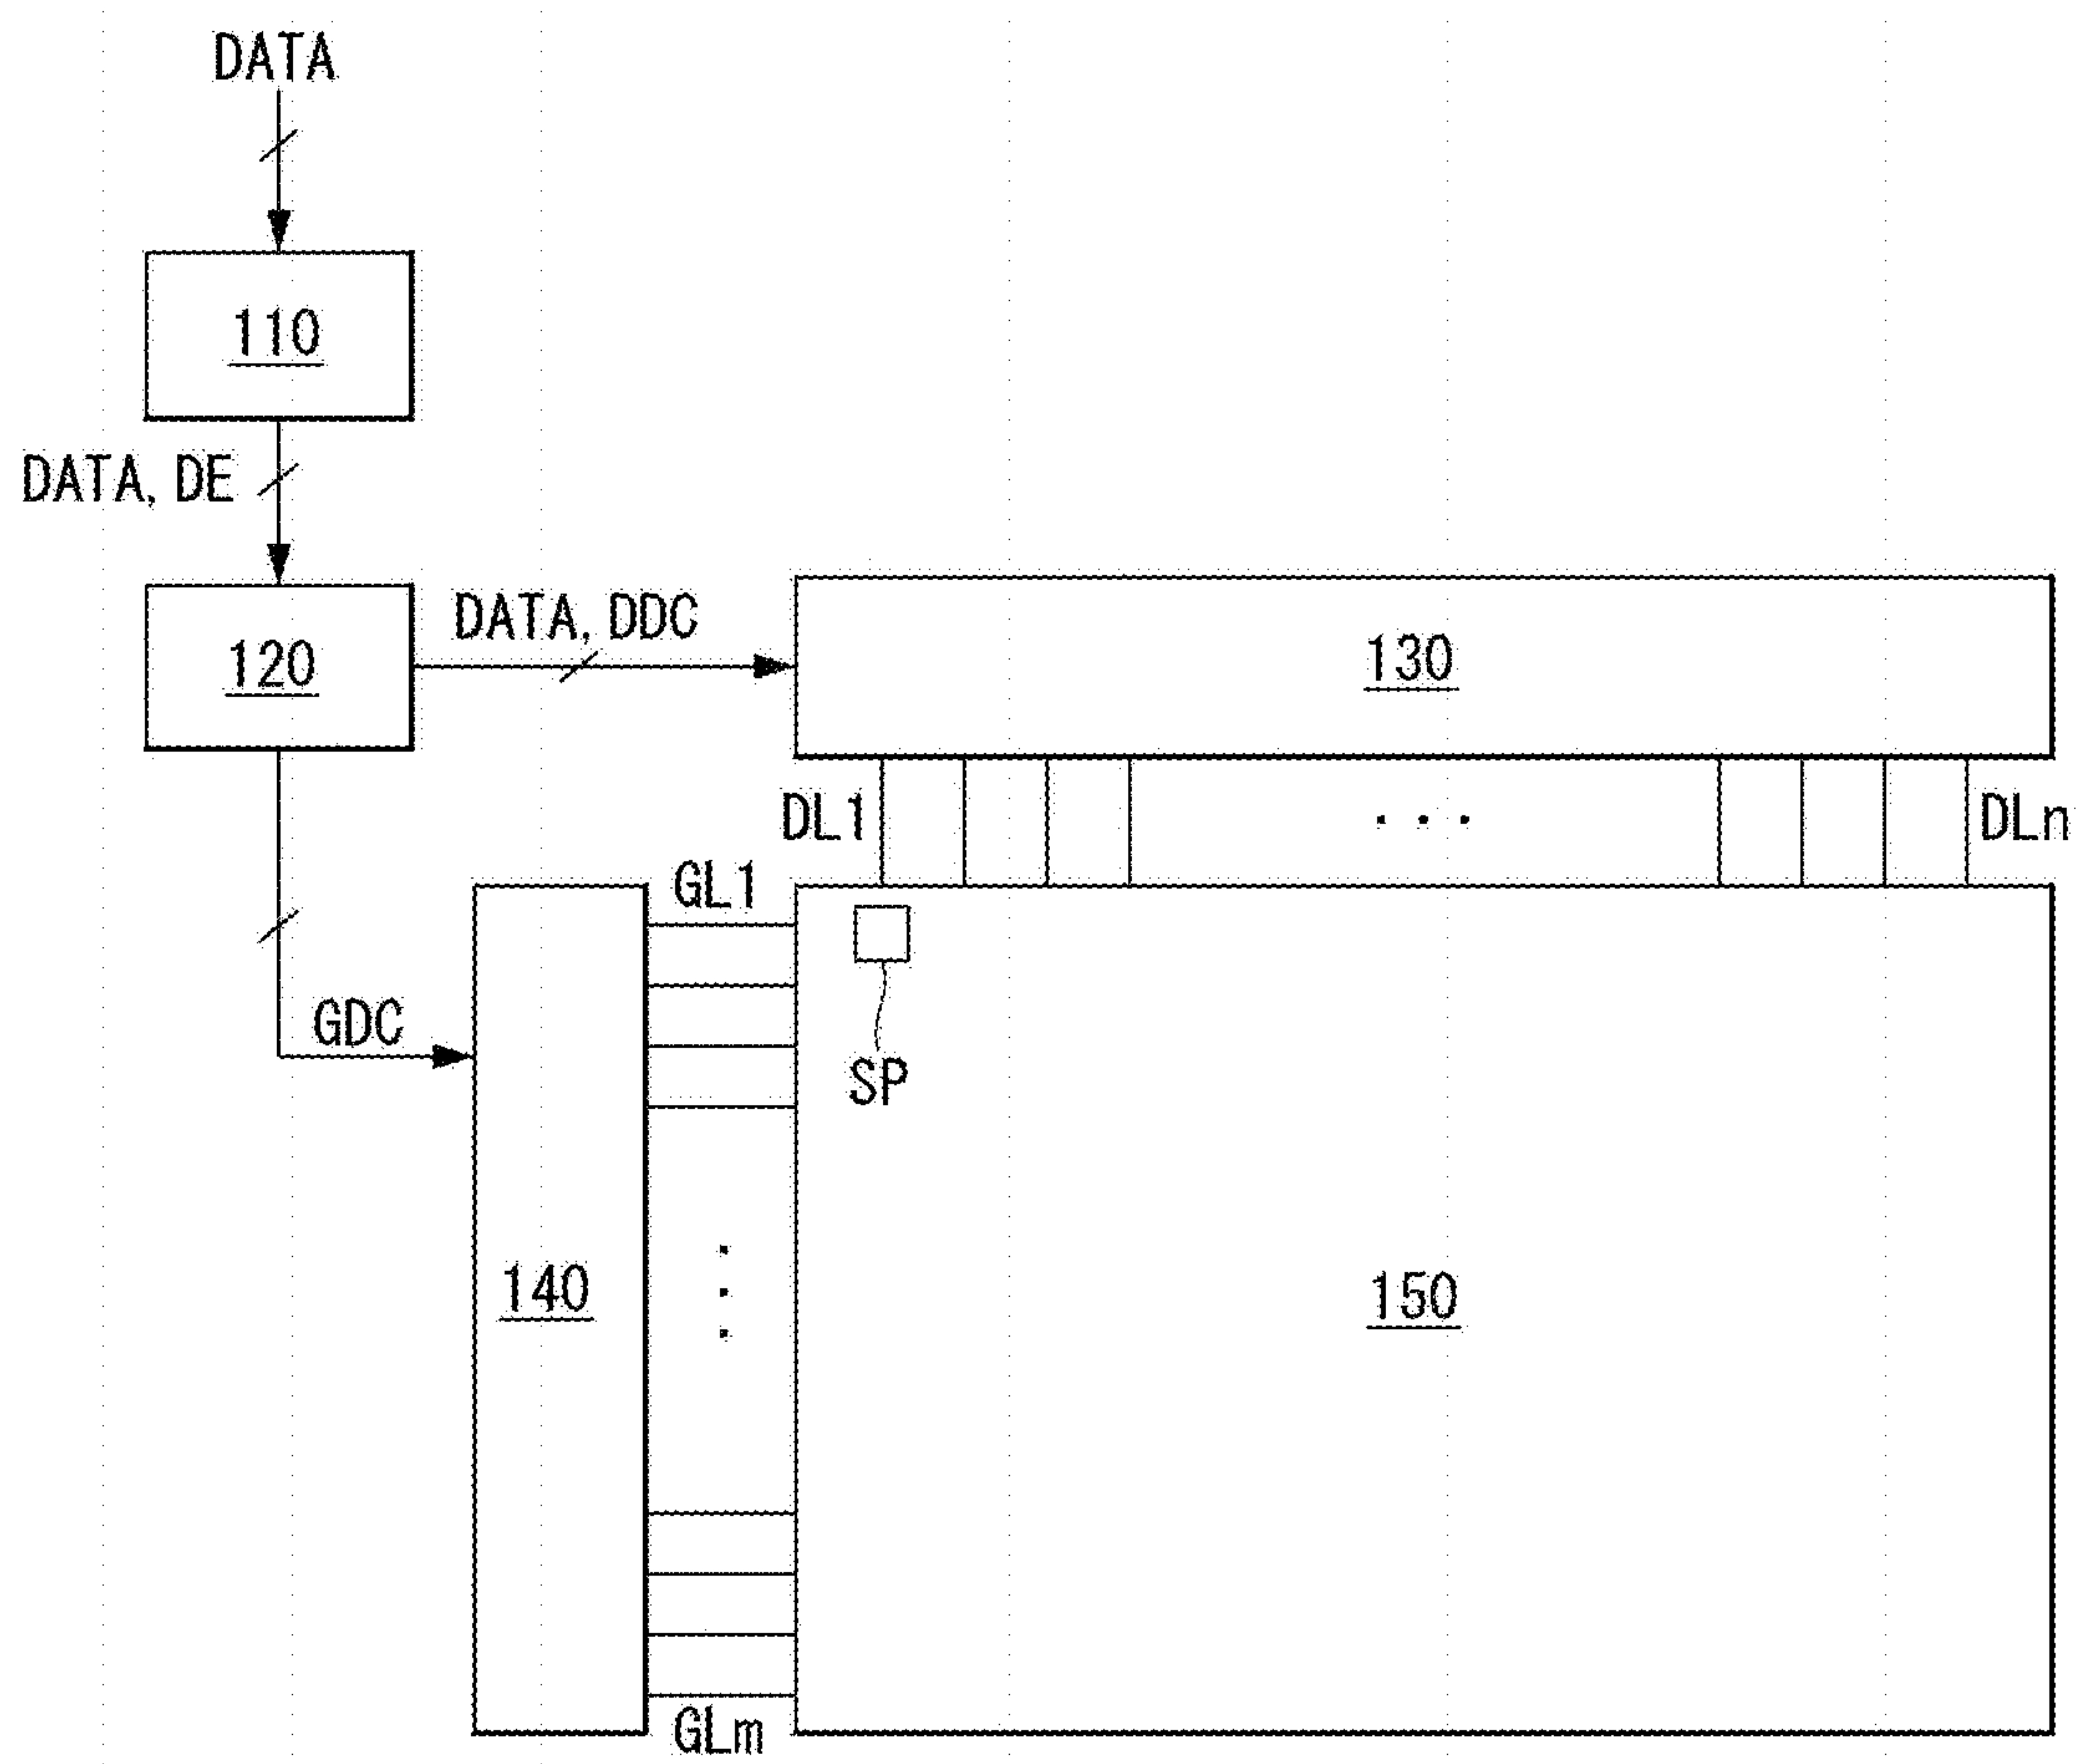 DATA
110
DATA, DE
120
DATA, DDC
130
DL1
. . .
DLn
GL1
GDC
SP
140
150
GLm